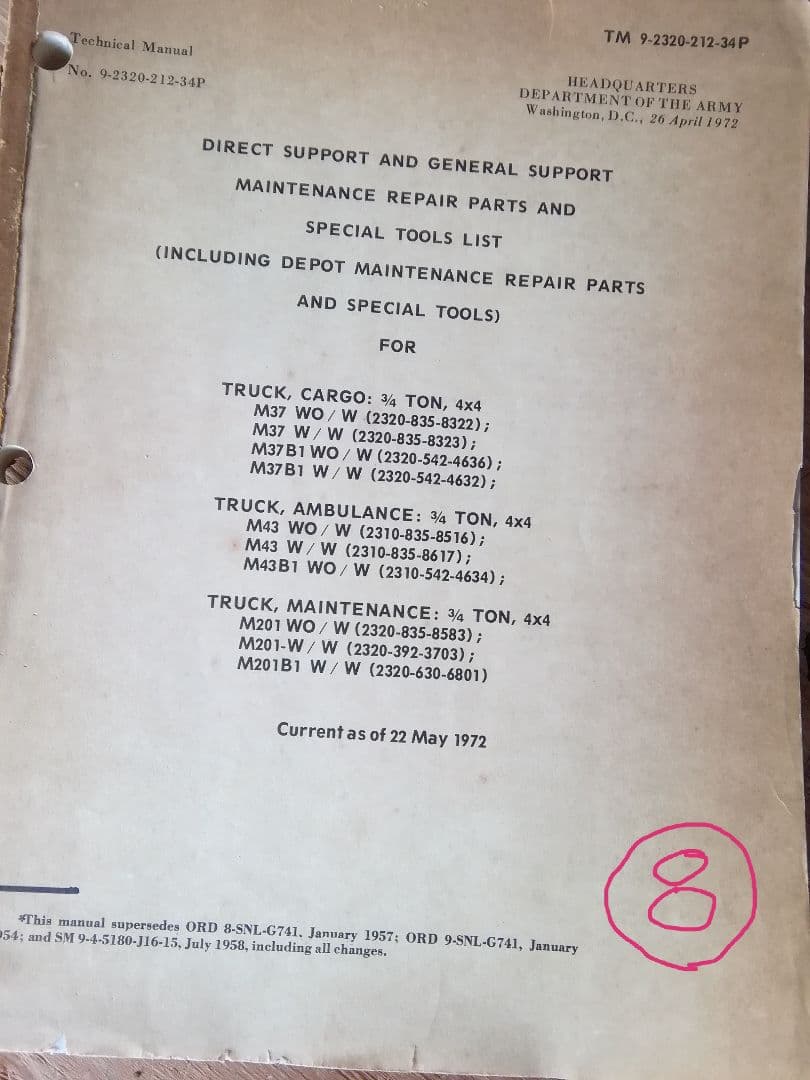 Technical Manual
No. 9-2320-212-34P
TM 9-2320-212-34P
HEADQUARTERS
DEPARTMENT OF THE ARMY
Washington, D.C., 26 April 1972
DIRECT SUPPORT AND GENERAL SUPPORT
MAINTENANCE REPAIR PARTS AND
SPECIAL TOOLS LIST
(INCLUDING DEPOT MAINTENANCE REPAIR PARTS
AND SPECIAL TOOLS)
FOR
TRUCK, CARGO: ¾ TON, 4x4
M37 WO/W (2320-835-8322);
M37 W/W (2320-835-8323);
M37B1 WO/W (2320-542-4636);
M37B1 W/W (2320-542-4632);
TRUCK, AMBULANCE: ¾ TON, 4x4
M43 WO/W (2310-835-8516);
M43 W/W (2310-835-8617);
M43B1 WO/W (2310-542-4634);
TRUCK, MAINTENANCE: ¾ TON, 4x4
M201 WO/W (2320-835-8583);
M201-W/W (2320-392-3703);
M201B1 W/W (2320-630-6801)
Current as of 22 May 1972
8
*This manual supersedes ORD 8-SNL-G741, January 1957; ORD 9-SNL-G741, January
954; and SM 9-4-5180-J16-15, July 1958, including all changes.